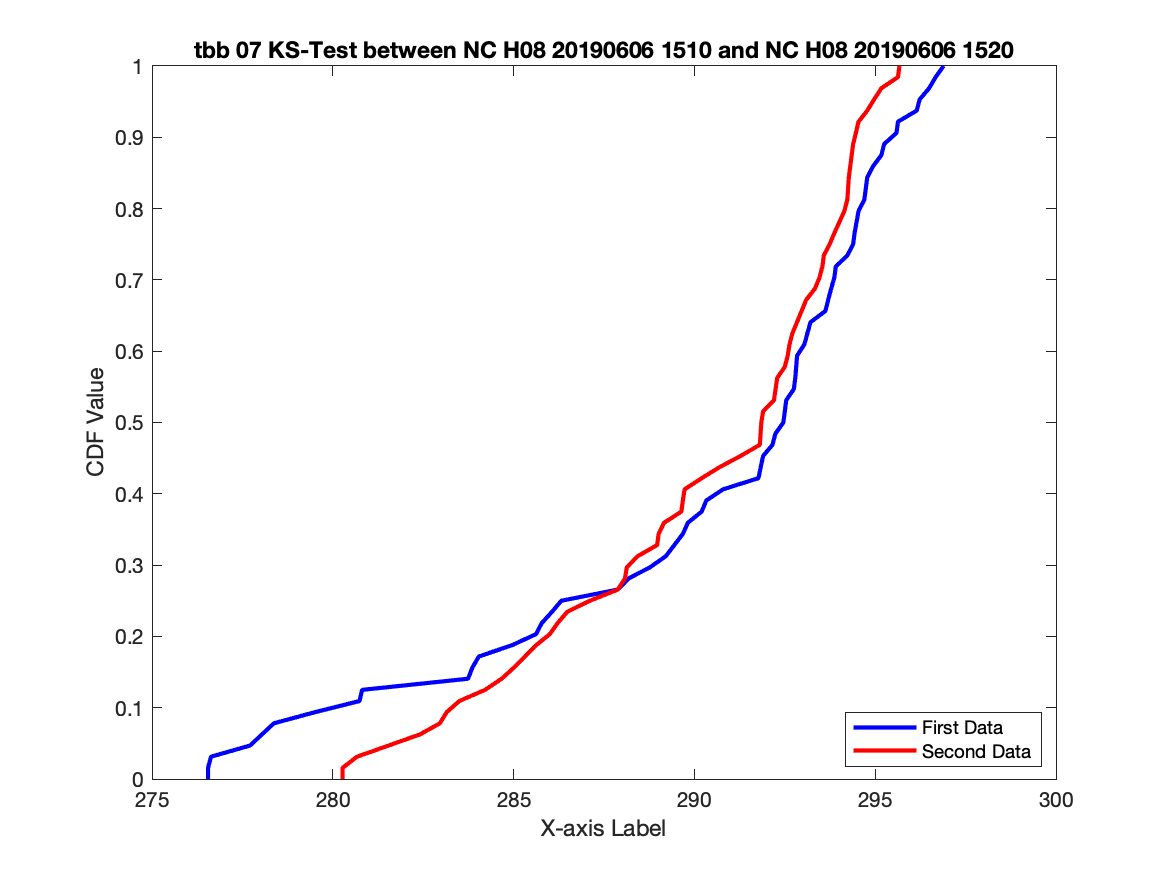 tbb 07 KS-Test between NC H08 20190606 1510 and NC H08 20190606 1520
1
0.9
0.8
0.7
0.6
0.5
0.4
0.3
0.2
0.1
0
CDF Value
First Data
Second Data
275 280 285 290 295 300
X-axis Label